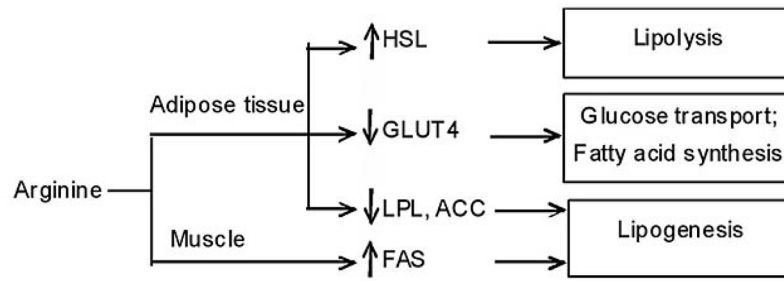 HSL
Lipolysis
Adipose tissue
GLUT4
Glucose transport;
Fatty acid synthesis
Arginine
LPL, ACC
Lipogenesis
Muscle
FAS